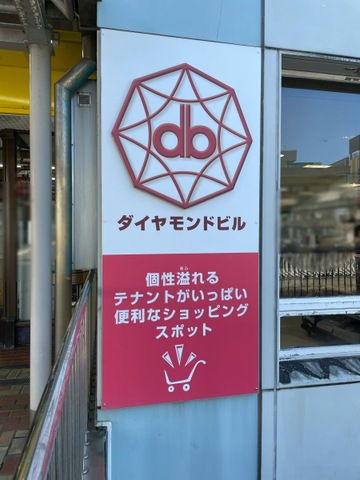 db
ダイヤモンドビル
個性溢れる
テナントがいっぱい
便利なショッピング
スポット